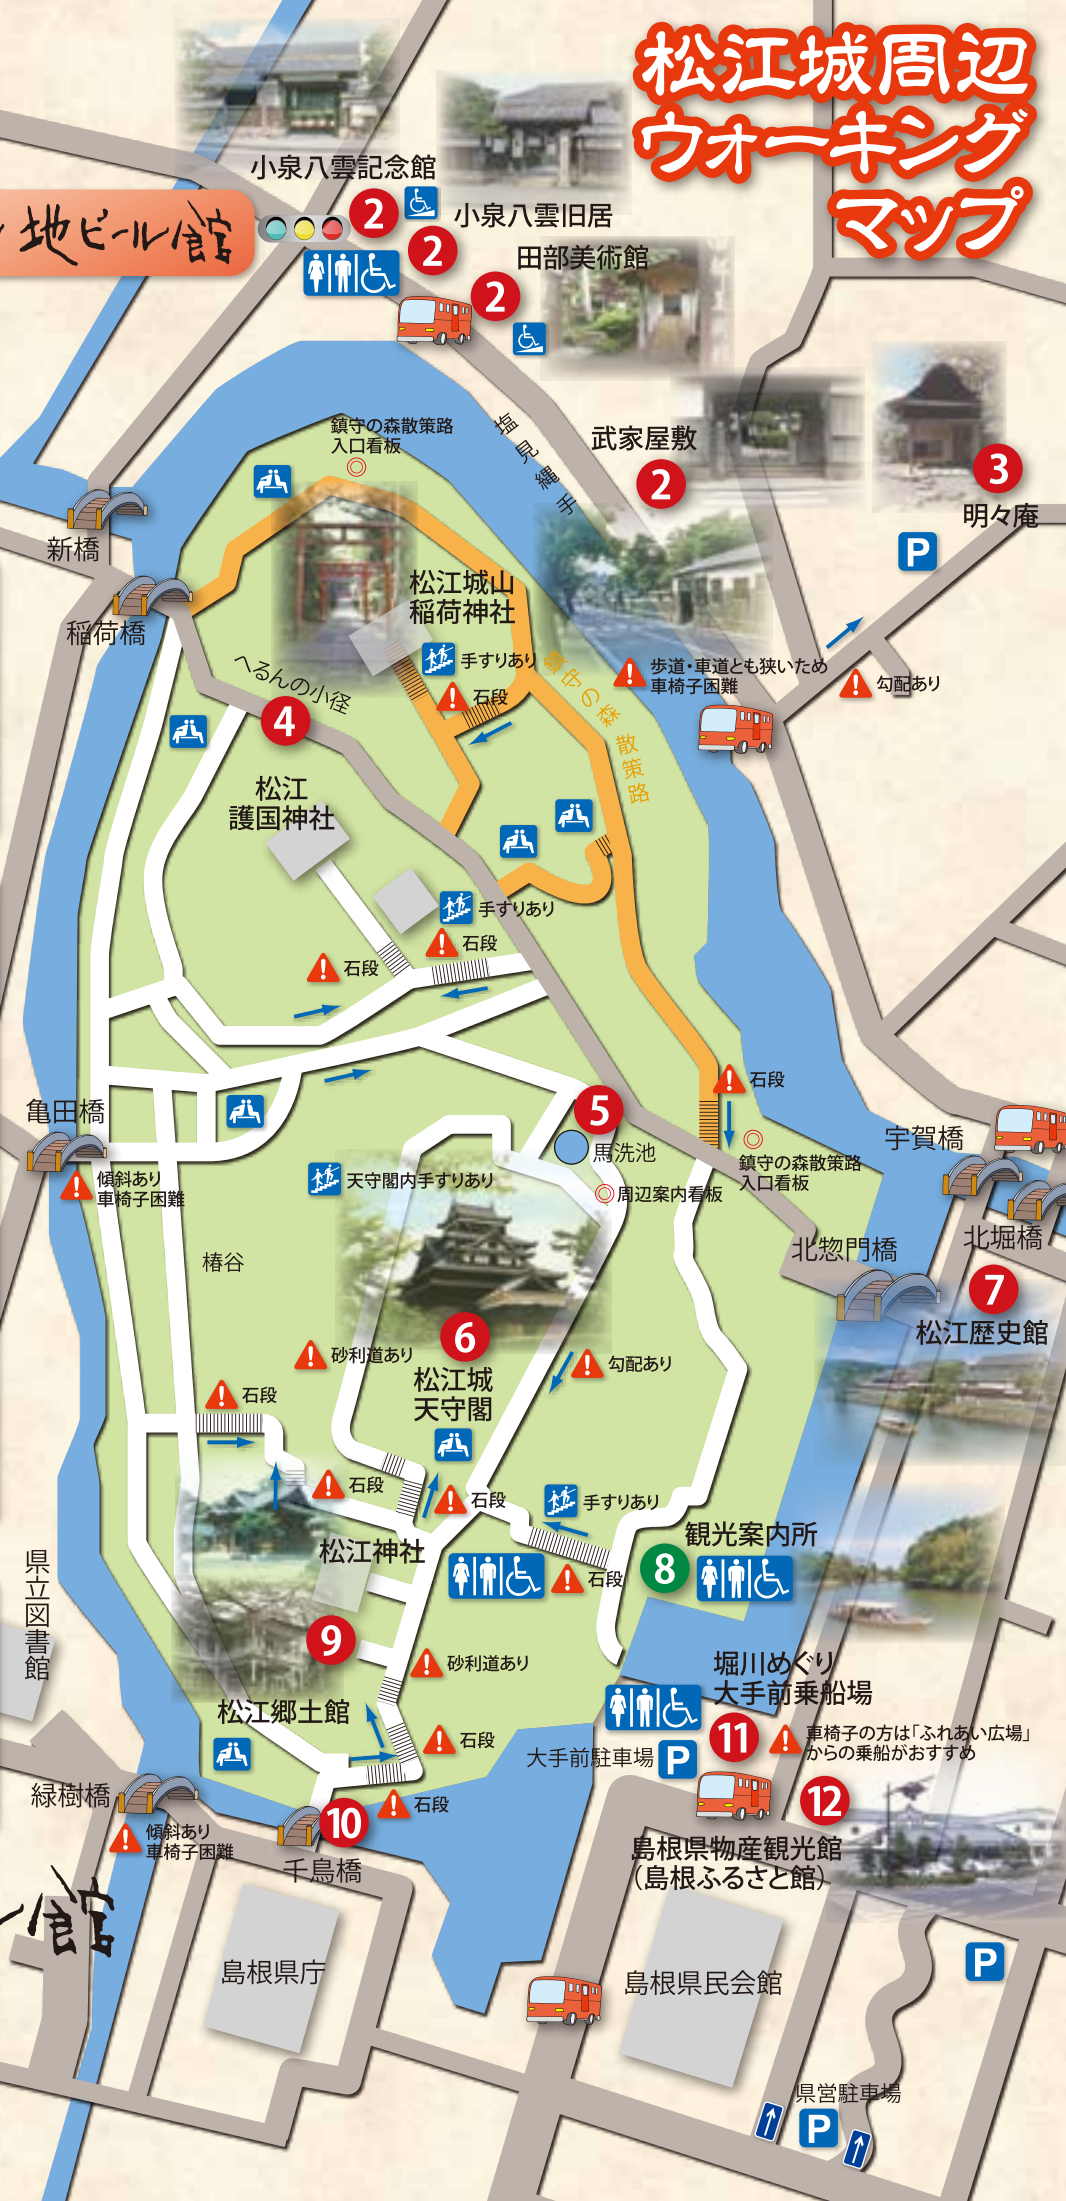 松江城周辺
ウォーキング
マップ
小泉八雲記念館
2
小泉八雲旧居
2
地ビール館
田部美術館
2
鎮守の森散策路
入口看板
塩見縄手
武家屋敷
2
3
明々庵
P
新橋
稲荷橋
松江城山
稲荷神社
手すりあり
石段
鎮守の森 散策路
歩道・車道とも狭いため
車椅子困難
勾配あり
へるんの小径
4
松江
護国神社
手すりあり
石段
石段
亀田橋
傾斜あり
車椅子困難
5
馬洗池
周辺案内看板
石段
鎮守の森散策路
入口看板
宇賀橋
北堀橋
北惣門橋
7
松江歴史館
天守閣内手すりあり
椿谷
6
松江城
天守閣
砂利道あり
勾配あり
石段
石段
石段
手すりあり
石段
観光案内所
8
松江神社
9
砂利道あり
県立図書館
松江郷土館
石段
石段
堀川めぐり
大手前乗船場
11
車椅子の方は「ふれあい広場」
からの乗船がおすすめ
大手前駐車場
P
12
島根県物産観光館
(島根ふるさと館)
緑樹橋
傾斜あり
車椅子困難
10
千鳥橋
館
島根県庁
島根県民会館
P
県営駐車場
P